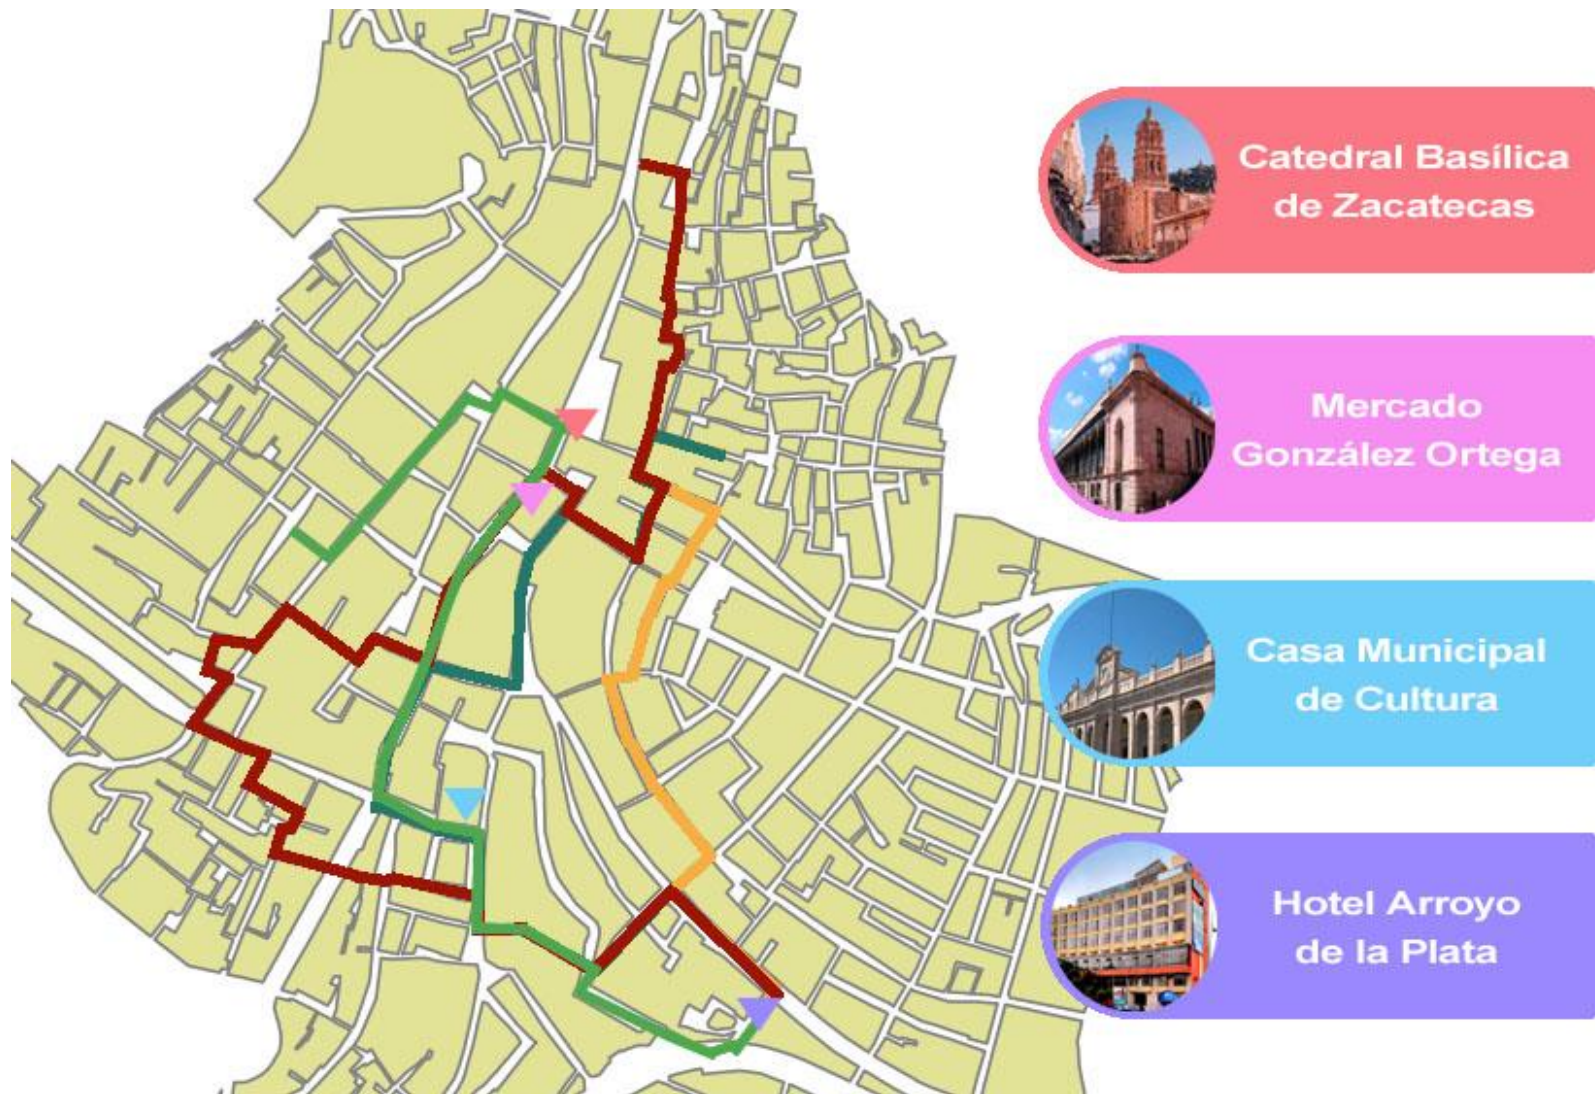 Catedral Basílica
de Zacatecas
Mercado
González Ortega
Casa Municipal
de Cultura
Hotel Arroyo
de la Plata